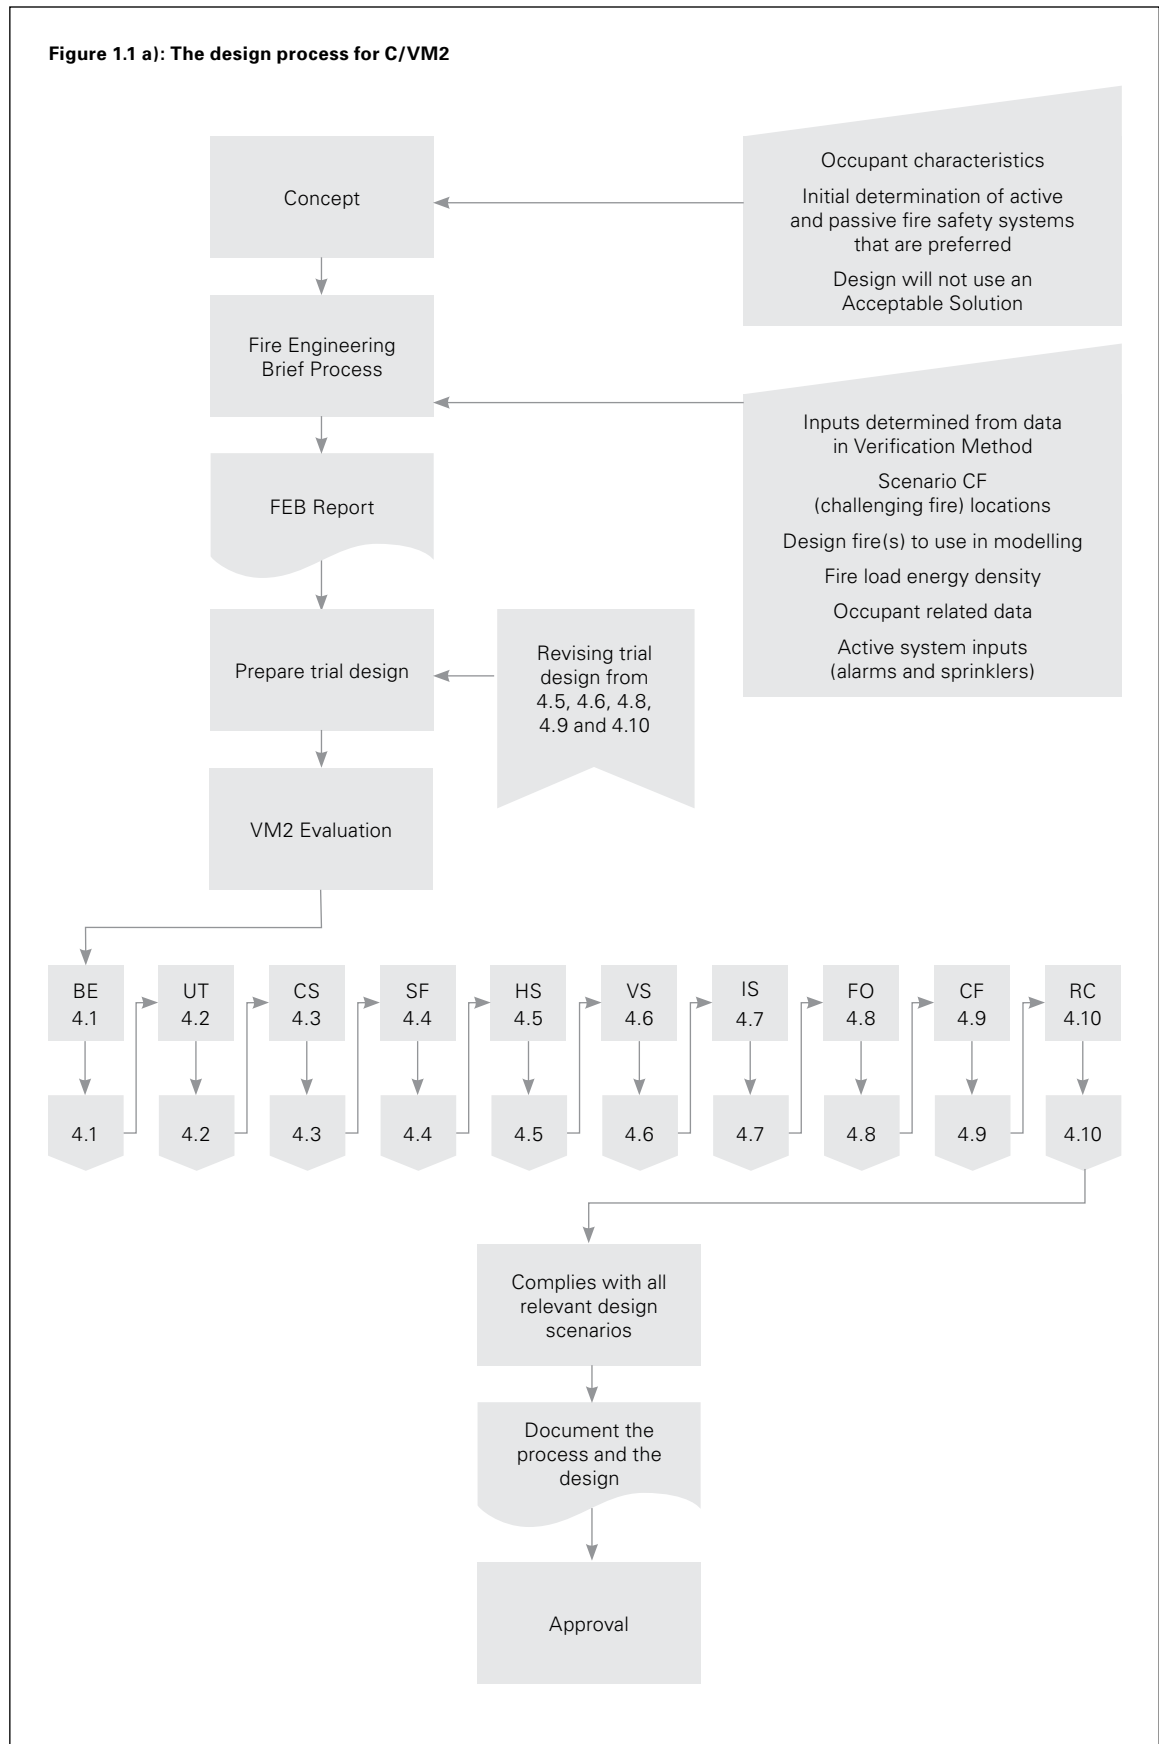 Figure 1.1 a): The design process for C/VM2
Concept
Occupant characteristics
Initial determination of active
and passive fire safety systems
that are preferred
Design will not use an
Acceptable Solution
Fire Engineering
Brief Process
Inputs determined from data
in Verification Method
Scenario CF
(challenging fire) locations
Design fire(s) to use in modelling
Fire load energy density
Occupant related data
Active system inputs
(alarms and sprinklers)
FEB Report
Prepare trial design
Revising trial
design from
4.5, 4.6, 4.8,
4.9 and 4.10
VM2 Evaluation
BE
4.1
UT
4.2
CS
4.3
SF
4.4
HS
4.5
VS
4.6
IS
4.7
FO
4.8
CF
4.9
RC
4.10
4.1
4.2
4.3
4.4
4.5
4.6
4.7
4.8
4.9
4.10
Complies with all
relevant design
scenarios
Document the
process and the
design
Approval